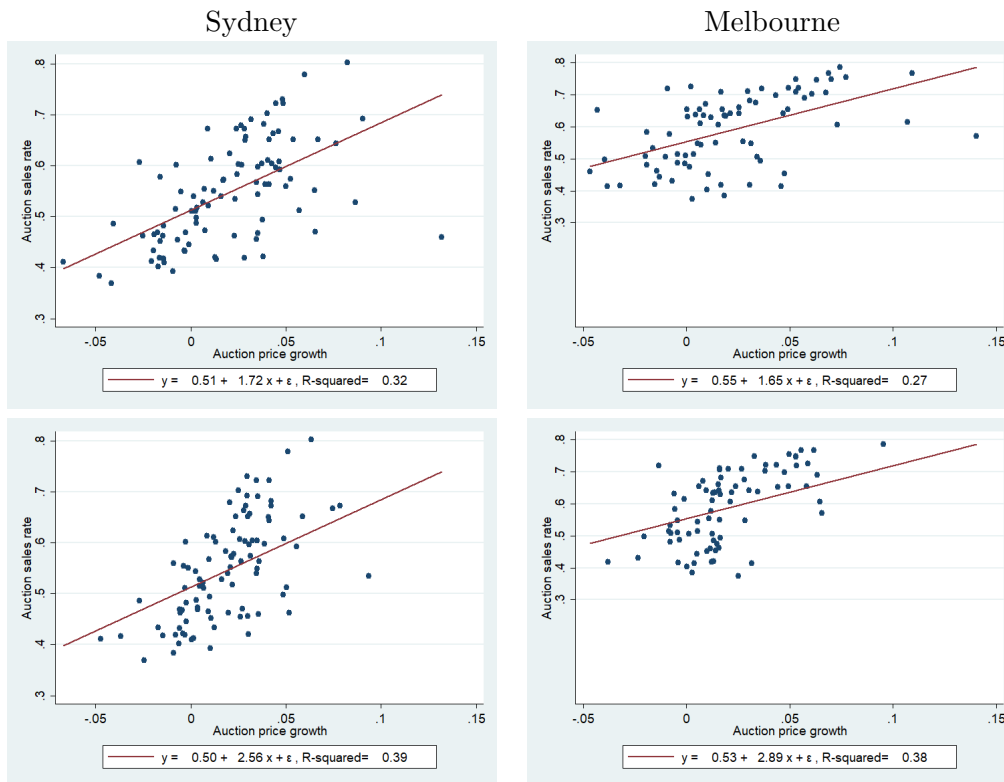 Sydney
Melbourne
Auction sales rate
.3 .4 .5 .6 .7 .8
-.05 0 .05 .1 .15
Auction price growth
y = 0.51 + 1.72 x + ε , R-squared= 0.32
Auction sales rate
.3 .4 .5 .6 .7 .8
-.05 0 .05 .1 .15
Auction price growth
y = 0.55 + 1.65 x + ε , R-squared= 0.27
Auction sales rate
.3 .4 .5 .6 .7 .8
-.05 0 .05 .1 .15
Auction price growth
y = 0.50 + 2.56 x + ε , R-squared= 0.39
Auction sales rate
.3 .4 .5 .6 .7 .8
-.05 0 .05 .1 .15
Auction price growth
y = 0.53 + 2.89 x + ε , R-squared= 0.38